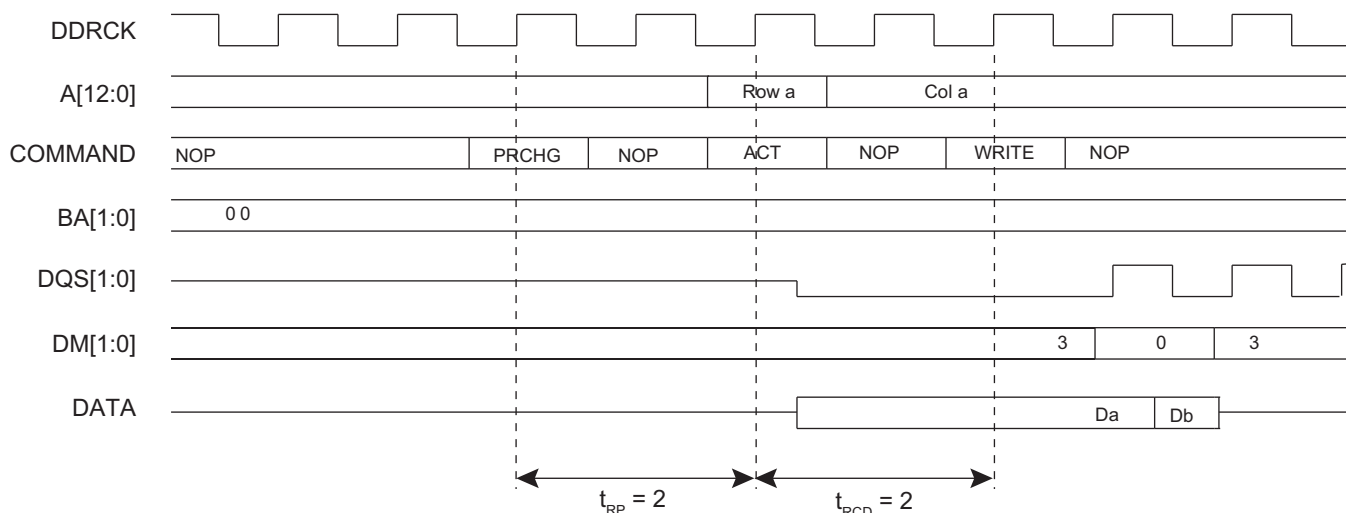 DDRCK
A[12:0] Row a Col a
COMMAND NOP PRCHG NOP ACT NOP WRITE NOP
BA[1:0] 0 0
DQS[1:0]
DM[1:0] 3 0 3
DATA Da Db
tRP = 2 tRCD = 2